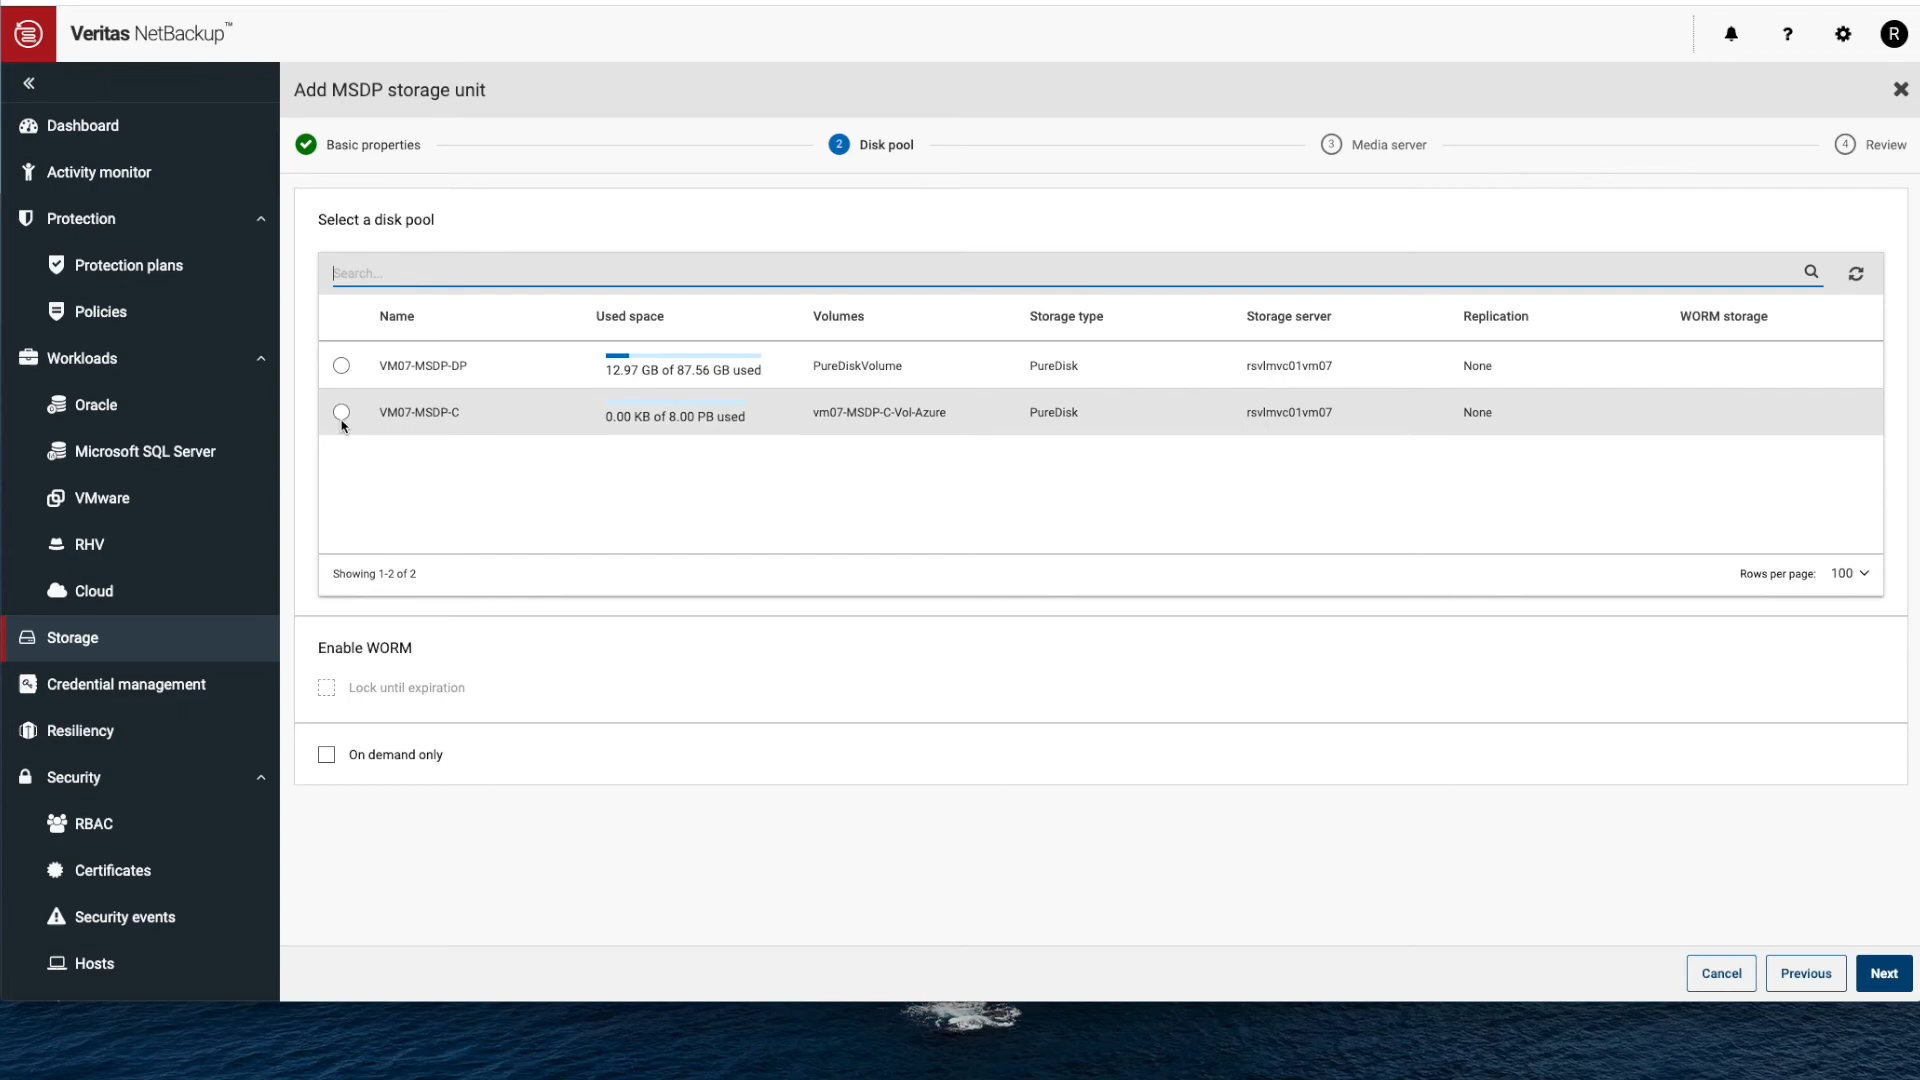 Veritas NetBackup™
R
Add MSDP storage unit
Basic properties
2 Disk pool
3 Media server
4 Review
Dashboard
Activity monitor
Protection
Protection plans
Policies
Workloads
Oracle
Microsoft SQL Server
VMware
RHV
Cloud
Storage
Credential management
Resiliency
Security
RBAC
Certificates
Security events
Hosts
Select a disk pool
Search...
Name Used space Volumes Storage type Storage server Replication WORM storage
VM07-MSDP-DP 12.97 GB of 87.56 GB used PureDiskVolume PureDisk rsvlmvc01vm07 None
VM07-MSDP-C 0.00 KB of 8.00 PB used vm07-MSDP-C-Vol-Azure PureDisk rsvlmvc01vm07 None
Showing 1-2 of 2
Rows per page: 100
Enable WORM
Lock until expiration
On demand only
Cancel Previous Next